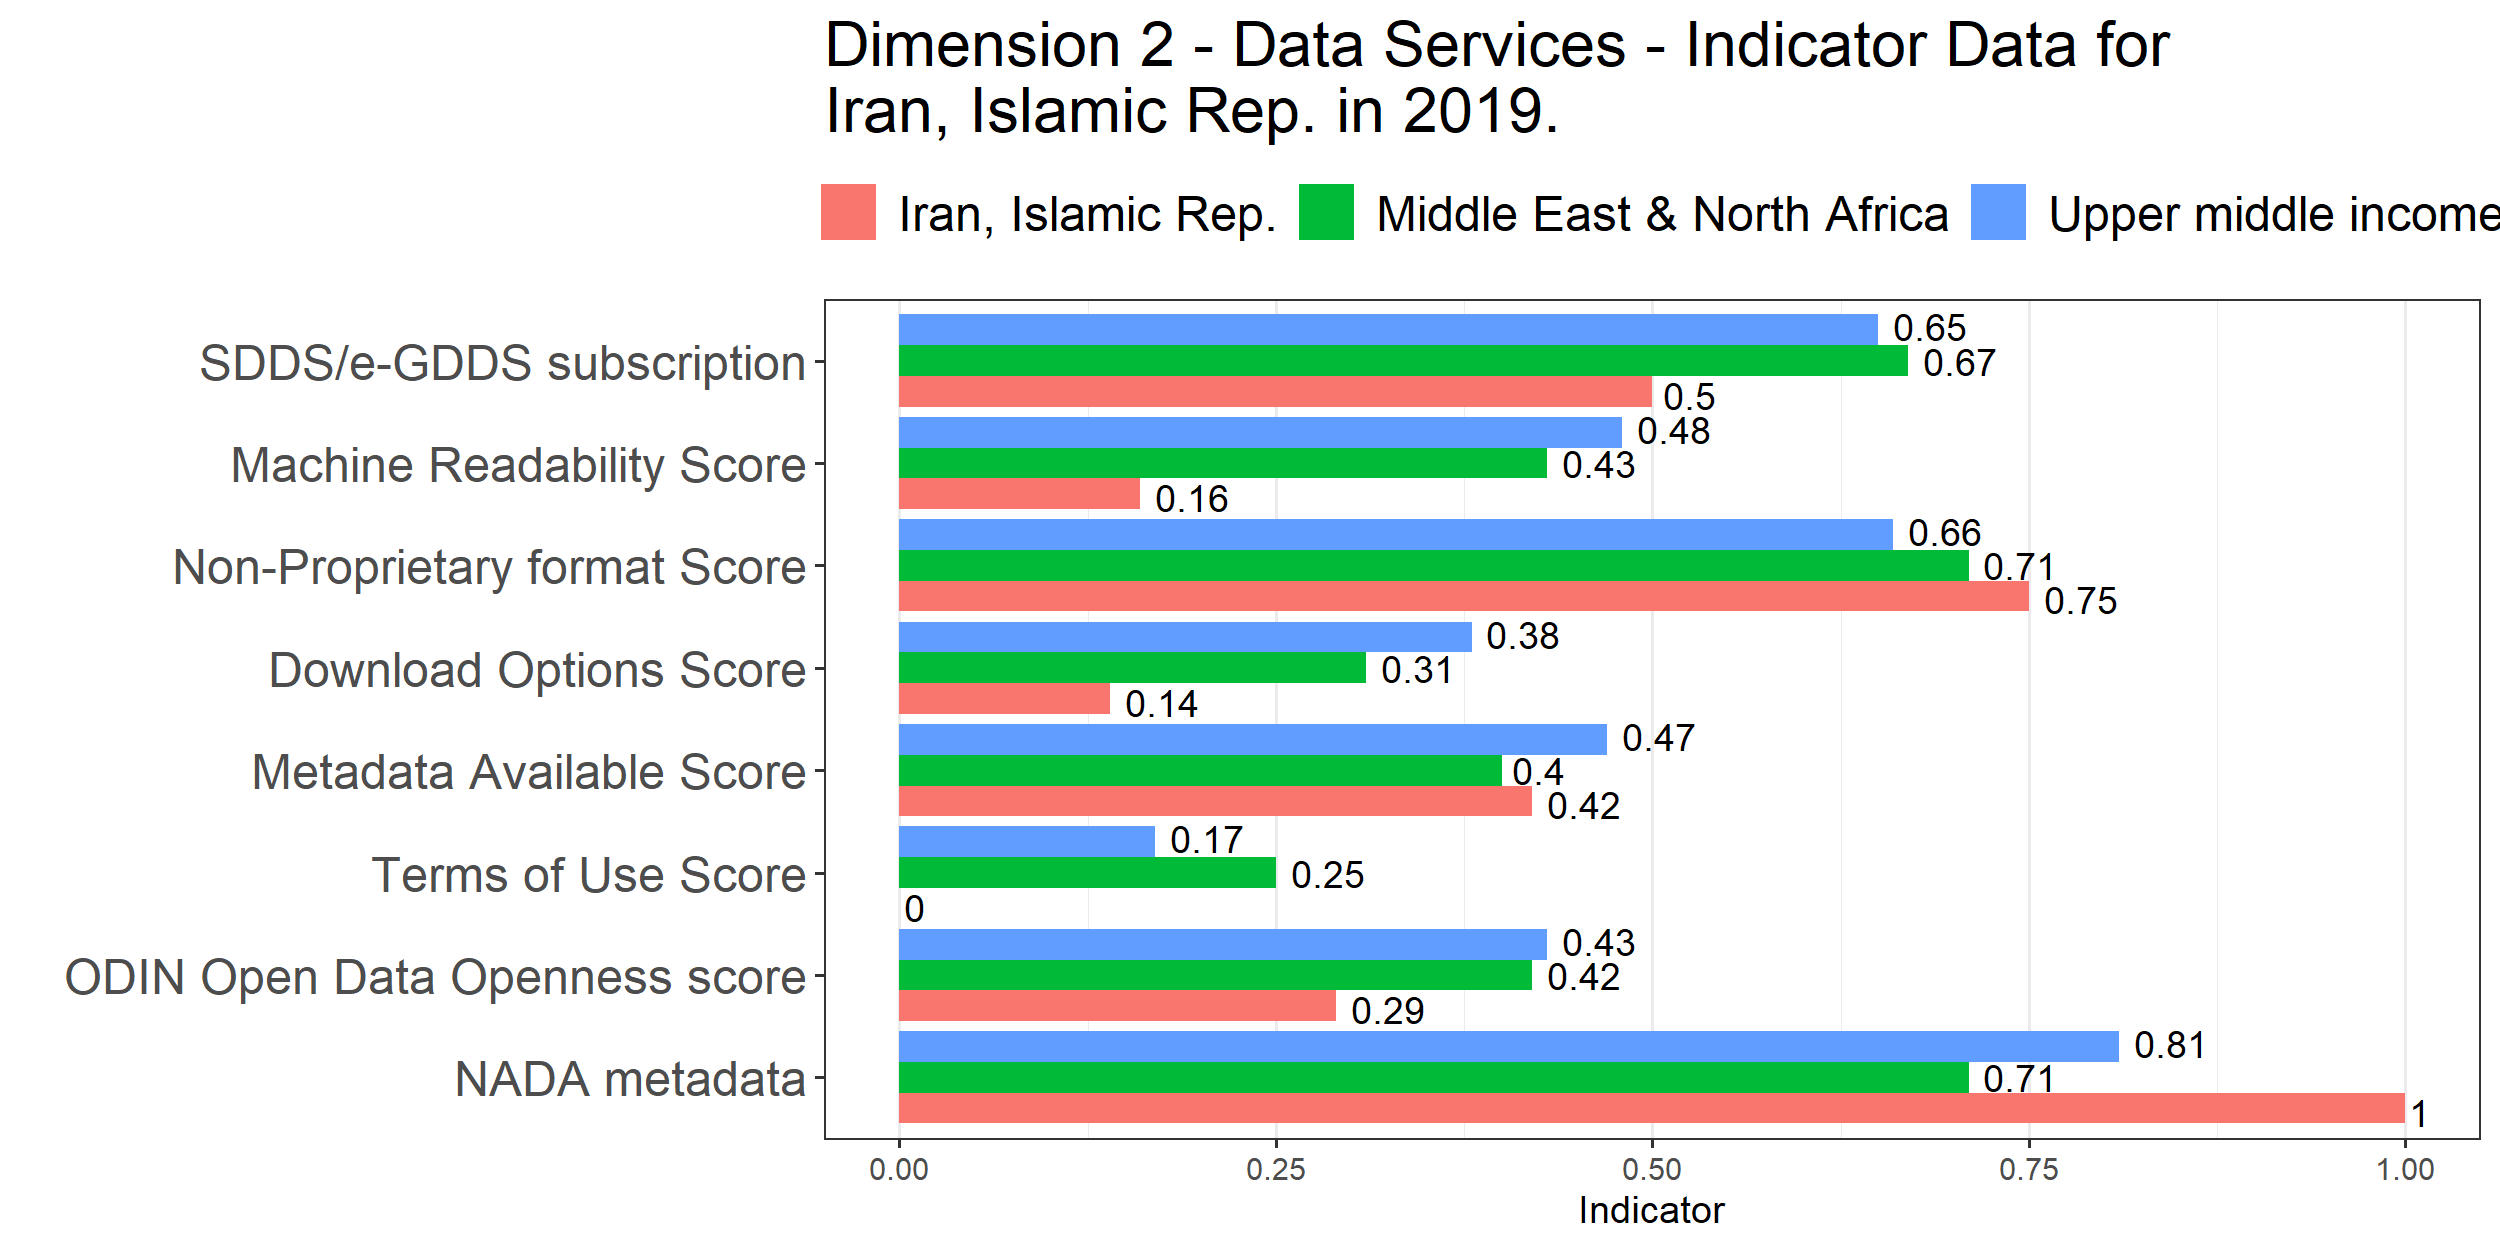 Dimension 2 - Data Services - Indicator Data for
Iran, Islamic Rep. in 2019.
Iran, Islamic Rep. Middle East & North Africa Upper middle income
SDDS/e-GDDS subscription
0.65
0.67
0.5
Machine Readability Score
0.48
0.43
0.16
Non-Proprietary format Score
0.66
0.71
0.75
Download Options Score
0.38
0.31
0.14
Metadata Available Score
0.47
0.4
0.42
Terms of Use Score
0.17
0.25
0
ODIN Open Data Openness score
0.43
0.42
0.29
NADA metadata
0.81
0.71
1
0.00 0.25 0.50 0.75 1.00
Indicator